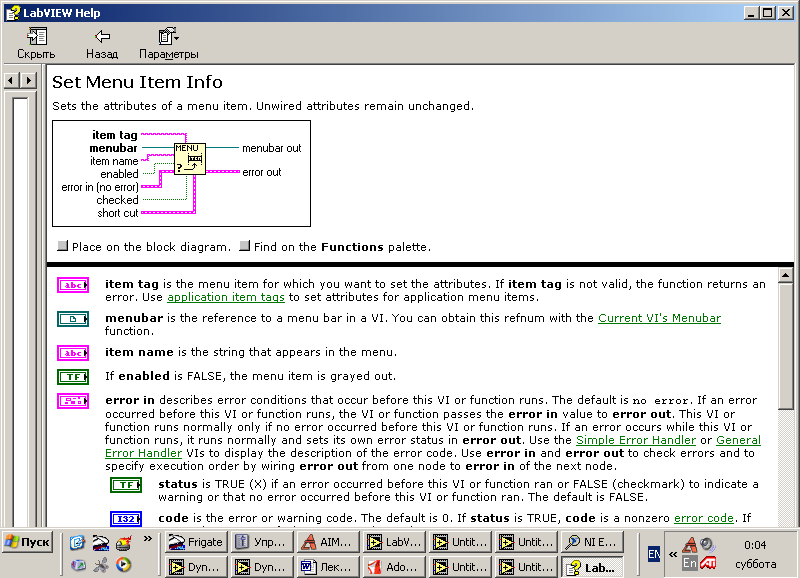 LabVIEW Help
Скрыть
Назад
Параметры
Set Menu Item Info
Sets the attributes of a menu item. Unwired attributes remain unchanged.
item tag
menubar
item name
enabled
error in (no error)
checked
short cut
MENU
?
menubar out
error out
Place on the block diagram. Find on the Functions palette.
abc
item tag is the menu item for which you want to set the attributes. If item tag is not valid, the function returns an
error. Use application item tags to set attributes for application menu items.
menubar is the reference to a menu bar in a VI. You can obtain this refnum with the Current VI's Menubar
function.
abc
item name is the string that appears in the menu.
TF
If enabled is FALSE, the menu item is grayed out.
error in describes error conditions that occur before this VI or function runs. The default is no error. If an error
occurred before this VI or function runs, the VI or function passes the error in value to error out. This VI or
function runs normally only if no error occurred before this VI or function runs. If an error occurs while this VI or
function runs, it runs normally and sets its own error status in error out. Use the Simple Error Handler or General
Error Handler VIs to display the description of the error code. Use error in and error out to check errors and to
specify execution order by wiring error out from one node to error in of the next node.
TF
status is TRUE (X) if an error occurred before this VI or function ran or FALSE (checkmark) to indicate a
warning or that no error occurred before this VI or function ran. The default is FALSE.
I32
code is the error or warning code. The default is 0. If status is TRUE, code is a nonzero error code. If
Пуск
»
Frigate
Упр...
AIM...
LabV...
Untit...
Untit...
NI E...
EN
«
0:04
Dyn...
Dyn...
Лек...
Ado...
Untit...
Untit...
Lab...
En
суббота